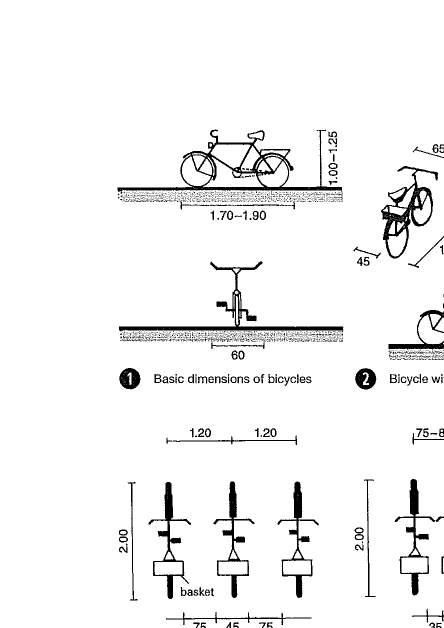 1.00–1.25
1.70–1.90
65
45
60
1 Basic dimensions of bicycles
2 Bicycle wi
1.20 1.20
75–8
2.00
2.00
basket
75 45 75